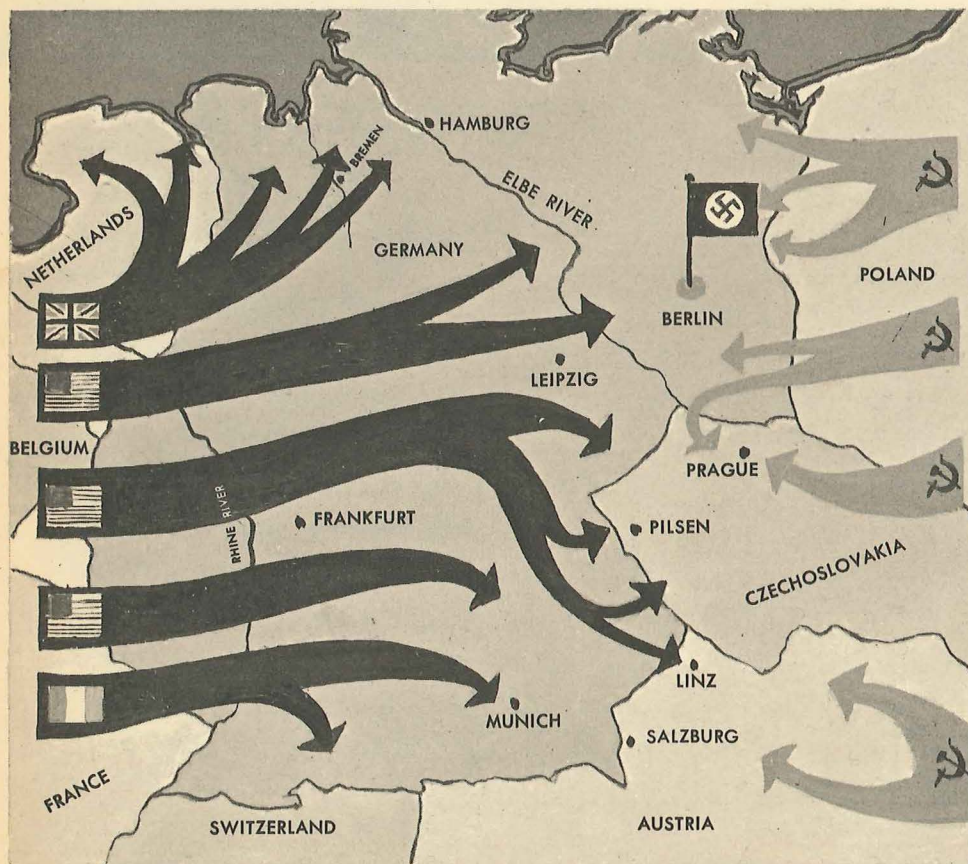 HAMBURG
BREMEN
ELBE RIVER
NETHERLANDS
GERMANY
POLAND
BERLIN
LEIPZIG
BELGIUM
PRAGUE
RHINE RIVER
FRANKFURT
PILSEN
CZECHOSLOVAKIA
LINZ
MUNICH
SALZBURG
FRANCE
SWITZERLAND
AUSTRIA